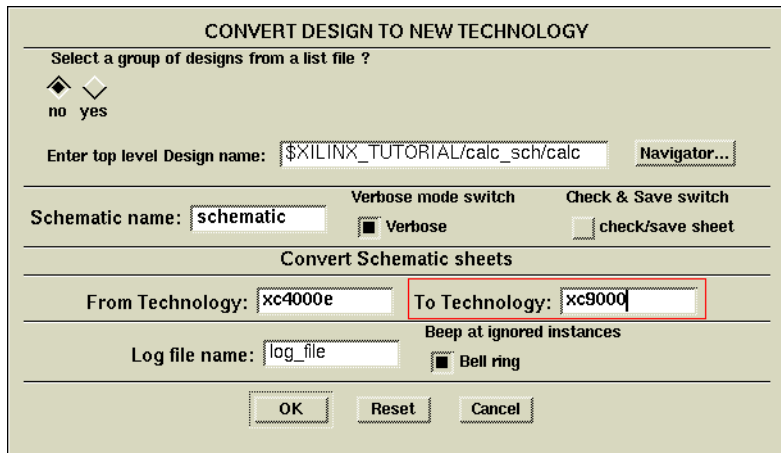 CONVERT DESIGN TO NEW TECHNOLOGY
Select a group of designs from a list file ?
no yes
Enter top level Design name: $XILINX_TUTORIAL/calc_sch/calc Navigator...
Verbose mode switch Check & Save switch
Schematic name: schematic Verbose check/save sheet
Convert Schematic sheets
From Technology: xc4000e To Technology: xc9000
Beep at ignored instances
Log file name: log_file Bell ring
OK Reset Cancel